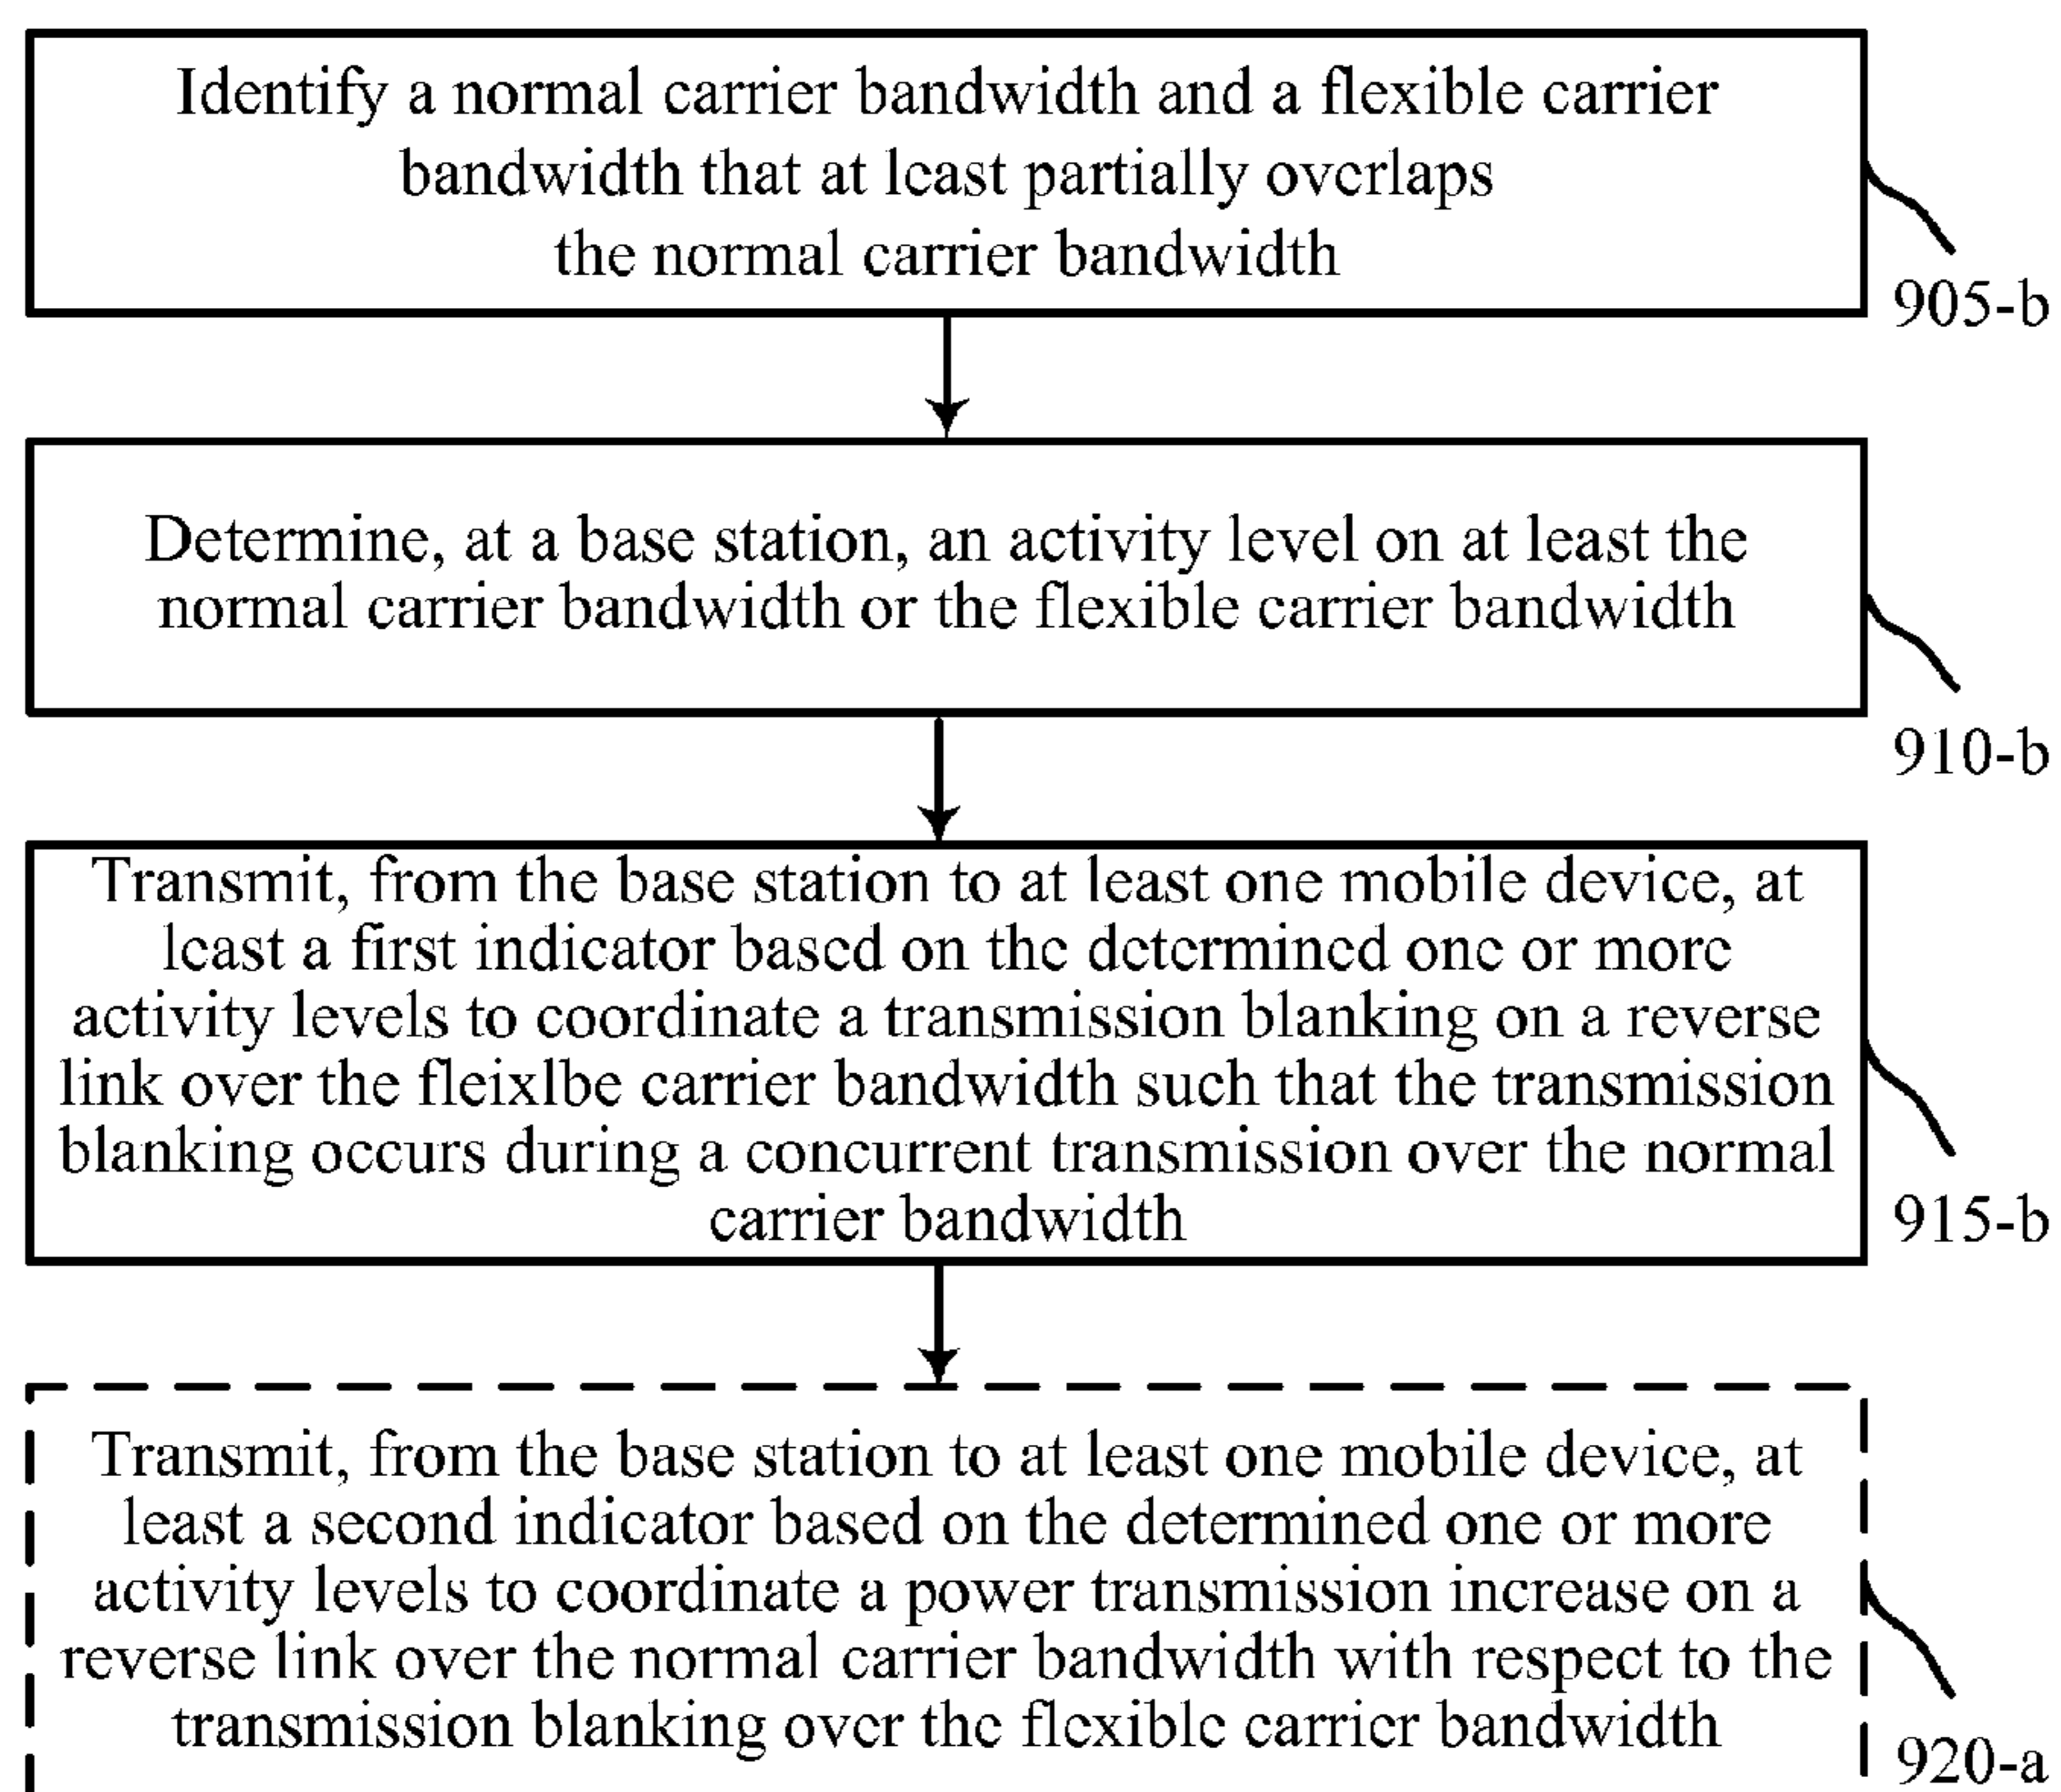 Identify a normal carrier bandwidth and a flexible carrier
bandwidth that at least partially overlaps
the normal carrier bandwidth
905-b
Determine, at a base station, an activity level on at least the
normal carrier bandwidth or the flexible carrier bandwidth
910-b
Transmit, from the base station to at least one mobile device, at
least a first indicator based on the determined one or more
activity levels to coordinate a transmission blanking on a reverse
link over the fleixlbe carrier bandwidth such that the transmission
blanking occurs during a concurrent transmission over the normal
carrier bandwidth
915-b
Transmit, from the base station to at least one mobile device, at
least a second indicator based on the determined one or more
activity levels to coordinate a power transmission increase on a
reverse link over the normal carrier bandwidth with respect to the
transmission blanking over the flexible carrier bandwidth
920-a